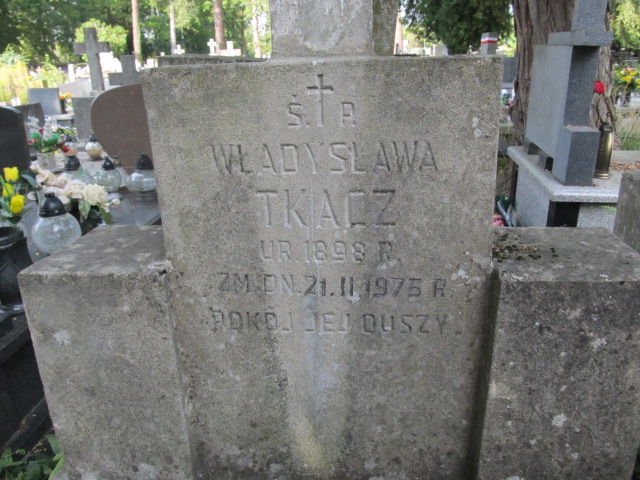 Ś. P.
WŁADYSŁAWA
TKACZ
UR. 1898 R.
ZM. DN. 21. II. 1973 R.
POKÓJ JEJ DUSZY